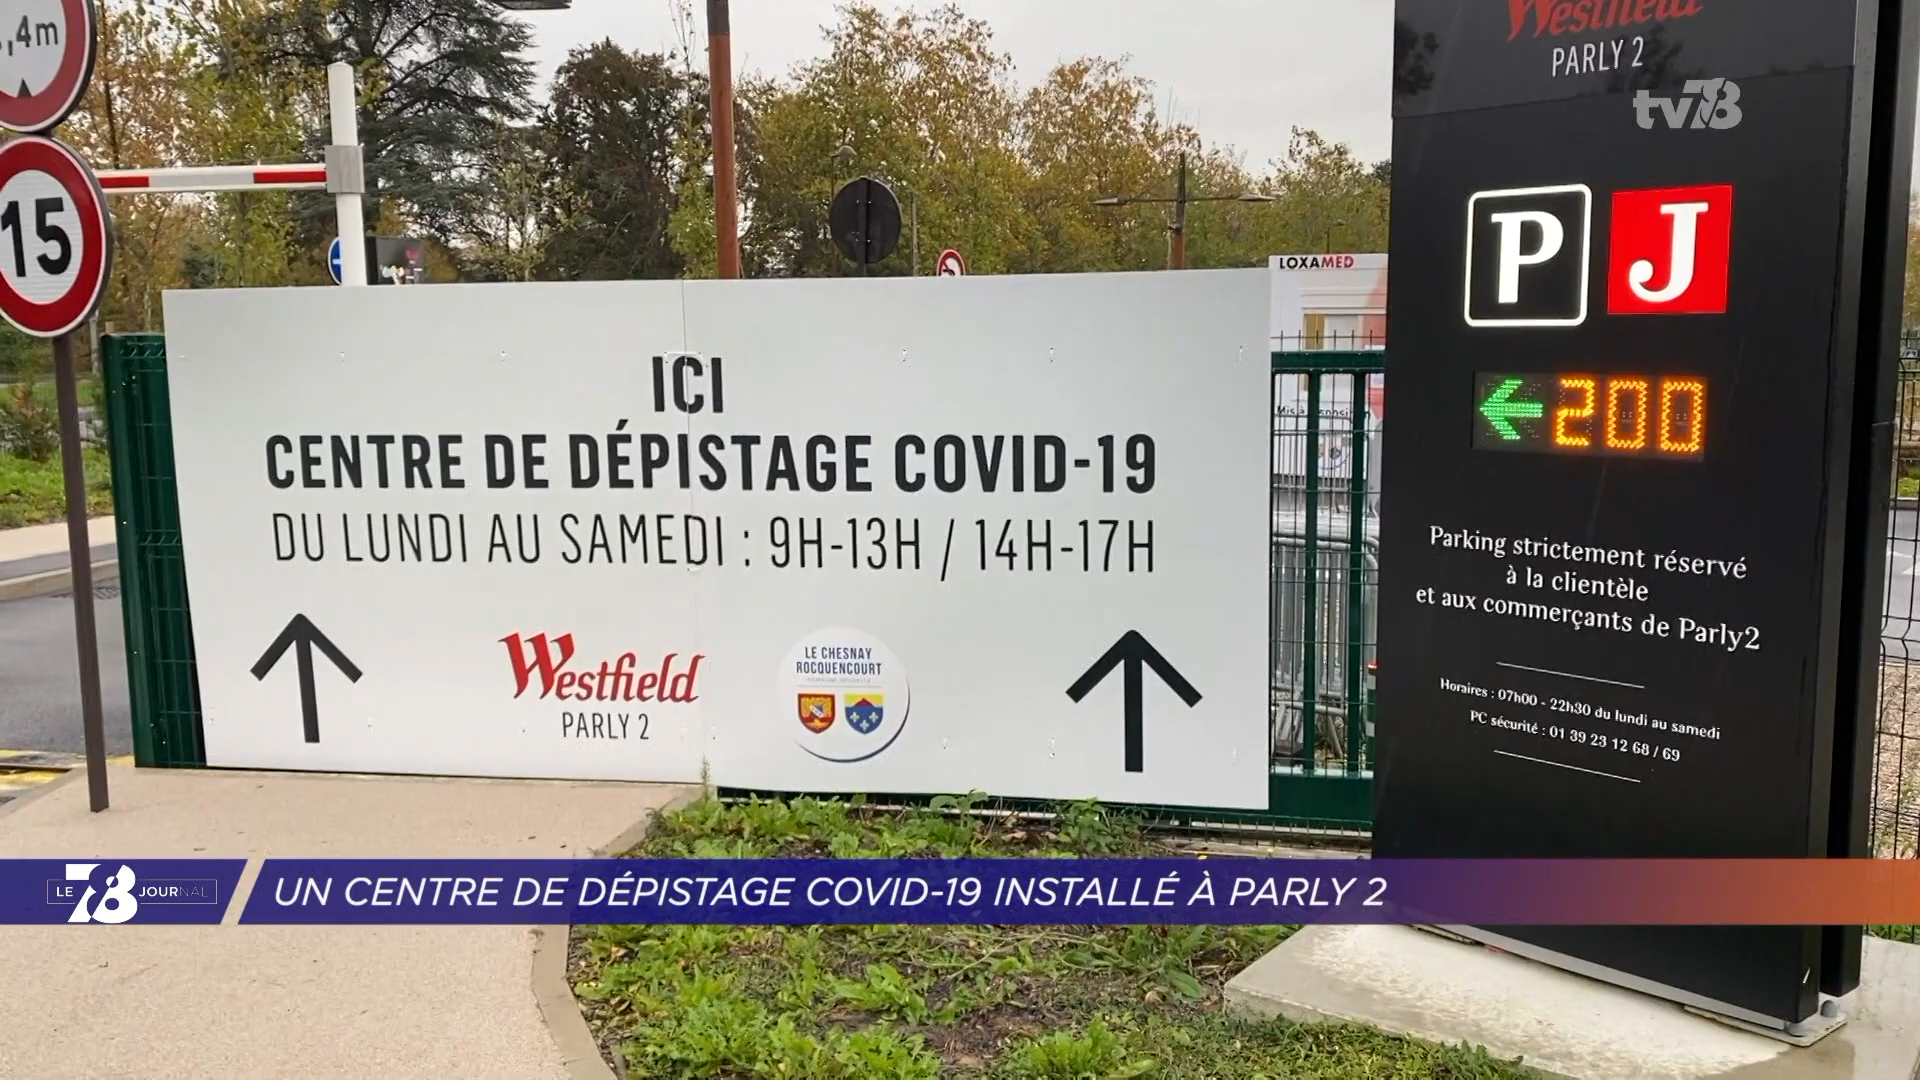 ,4m
15
Westfield
PARLY 2
tv78
P J
LOXAMED
← 200
ICI
CENTRE DE DÉPISTAGE COVID-19
DU LUNDI AU SAMEDI : 9H-13H / 14H-17H
Westfield
PARLY 2
LE CHESNAY
ROCQUENCOURT
Parking strictement réservé
à la clientèle
et aux commerçants de Parly2
Horaires : 07h00 - 22h30 du lundi au samedi
PC sécurité : 01 39 23 12 68 / 69
LE 78 JOURNAL
UN CENTRE DE DÉPISTAGE COVID-19 INSTALLÉ À PARLY 2